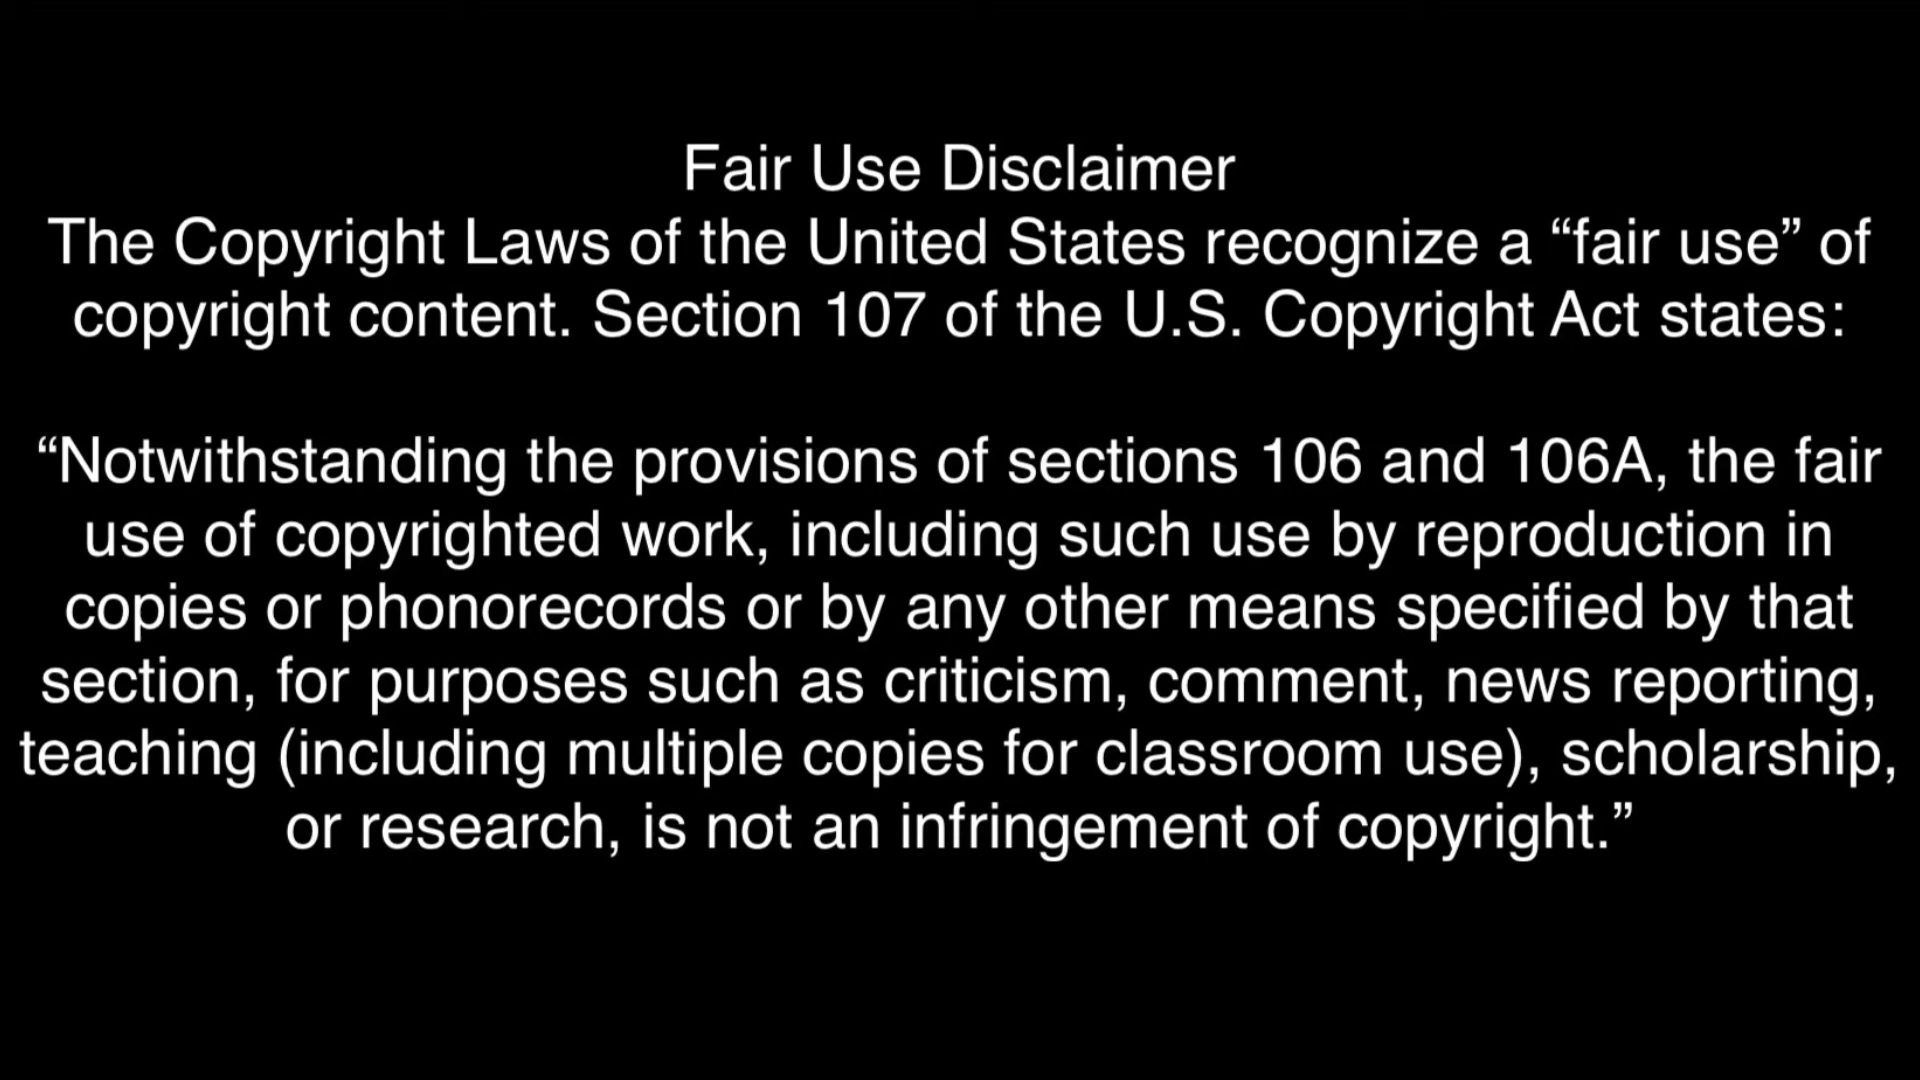 Fair Use Disclaimer
The Copyright Laws of the United States recognize a “fair use” of
copyright content. Section 107 of the U.S. Copyright Act states:
“Notwithstanding the provisions of sections 106 and 106A, the fair
use of copyrighted work, including such use by reproduction in
copies or phonorecords or by any other means specified by that
section, for purposes such as criticism, comment, news reporting,
teaching (including multiple copies for classroom use), scholarship,
or research, is not an infringement of copyright.”